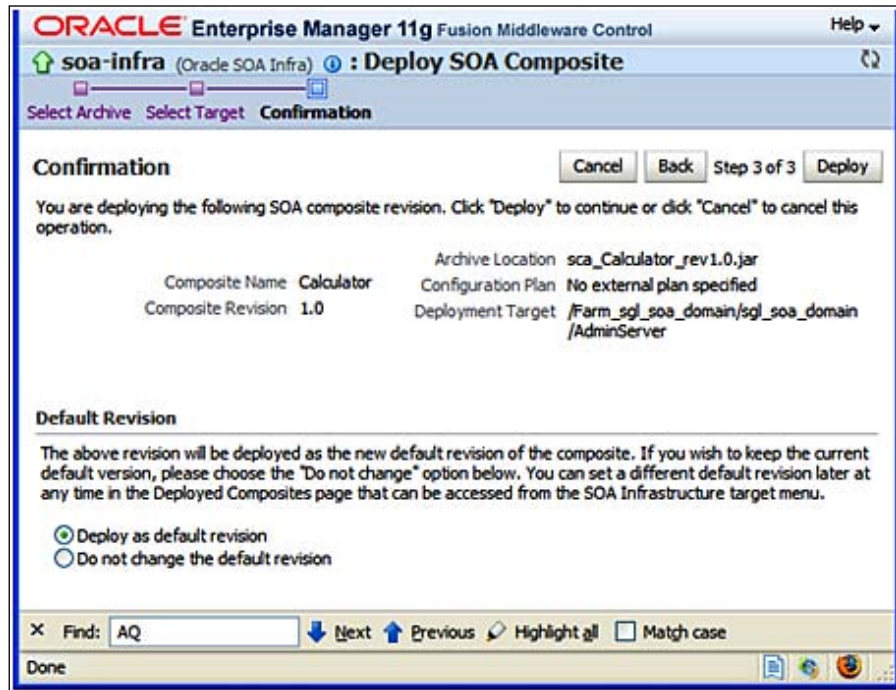 ORACLE Enterprise Manager 11g Fusion Middleware Control
Help
soa-infra (Oracle SOA Infra) : Deploy SOA Composite
Select Archive Select Target Confirmation
Confirmation
Cancel Back Step 3 of 3 Deploy
You are deploying the following SOA composite revision. Click "Deploy" to continue or click "Cancel" to cancel this
operation.
Composite Name Calculator
Composite Revision 1.0
Archive Location sca_Calculator_rev1.0.jar
Configuration Plan No external plan specified
Deployment Target /Farm_sgl_soa_domain/sgl_soa_domain
/AdminServer
Default Revision
The above revision will be deployed as the new default revision of the composite. If you wish to keep the current
default version, please choose the "Do not change" option below. You can set a different default revision later at
any time in the Deployed Composites page that can be accessed from the SOA Infrastructure target menu.
Deploy as default revision
Do not change the default revision
× Find: AQ Next Previous Highlight all Match case
Done